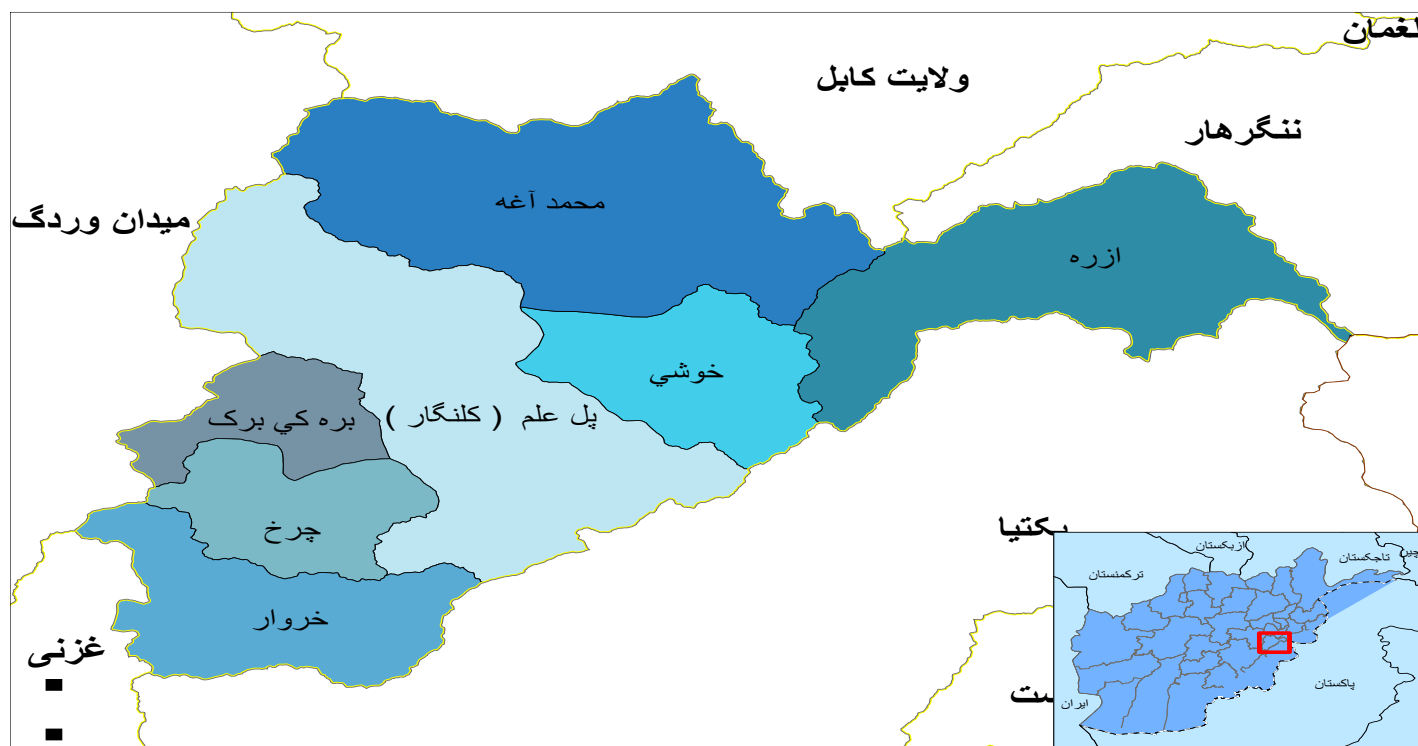 لغمان
ولایت کابل
ننگرهار
محمد آغه
میدان وردگ
ازره
خوشي
پل علم ( کلنگار )
بره کي برک
چرخ
پکتیا
خروار
غزنی
ازبکستان
تاجکستان
چین
ترکمنستان
پاکستان
ایران